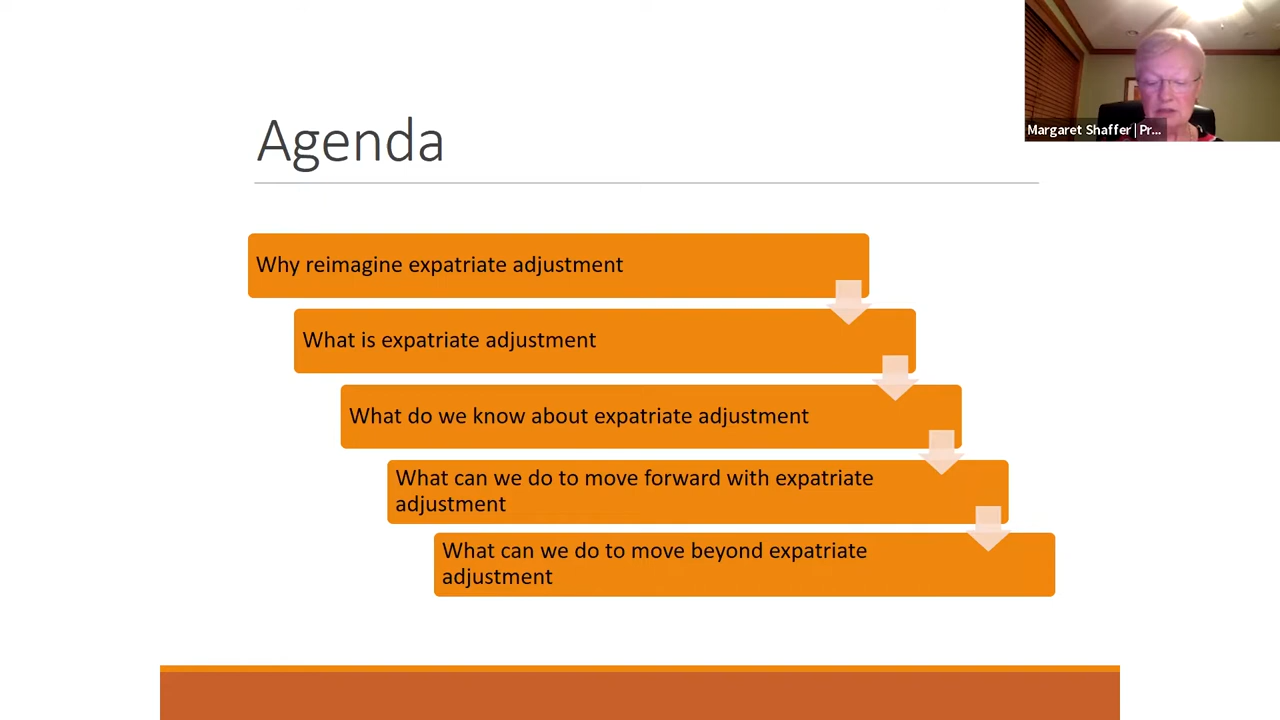 Agenda
Margaret Shaffer | Pr...
Why reimagine expatriate adjustment
What is expatriate adjustment
What do we know about expatriate adjustment
What can we do to move forward with expatriate
adjustment
What can we do to move beyond expatriate
adjustment